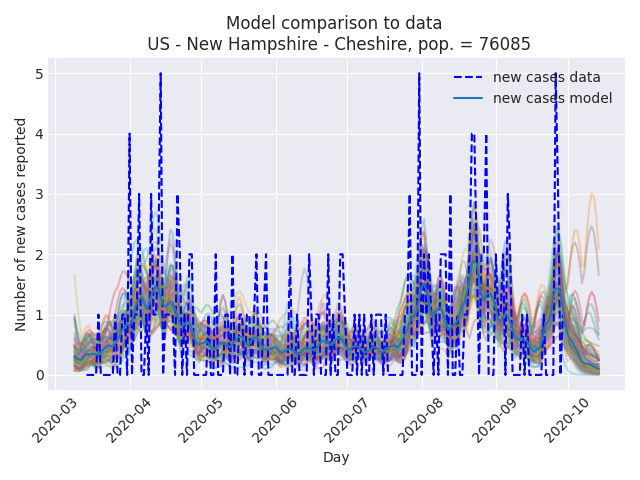 Model comparison to data
US - New Hampshire - Cheshire, pop. = 76085
new cases data
new cases model
Number of new cases reported
5
4
3
2
1
0
2020-03
2020-04
2020-05
2020-06
2020-07
2020-08
2020-09
2020-10
Day